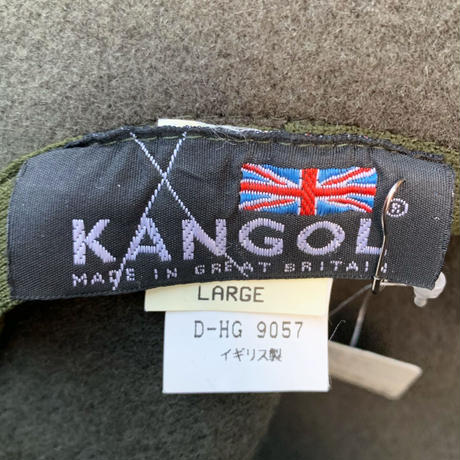 KANGOL®
MADE IN GREAT BRITAIN
LARGE
D-HG 9057
イギリス製